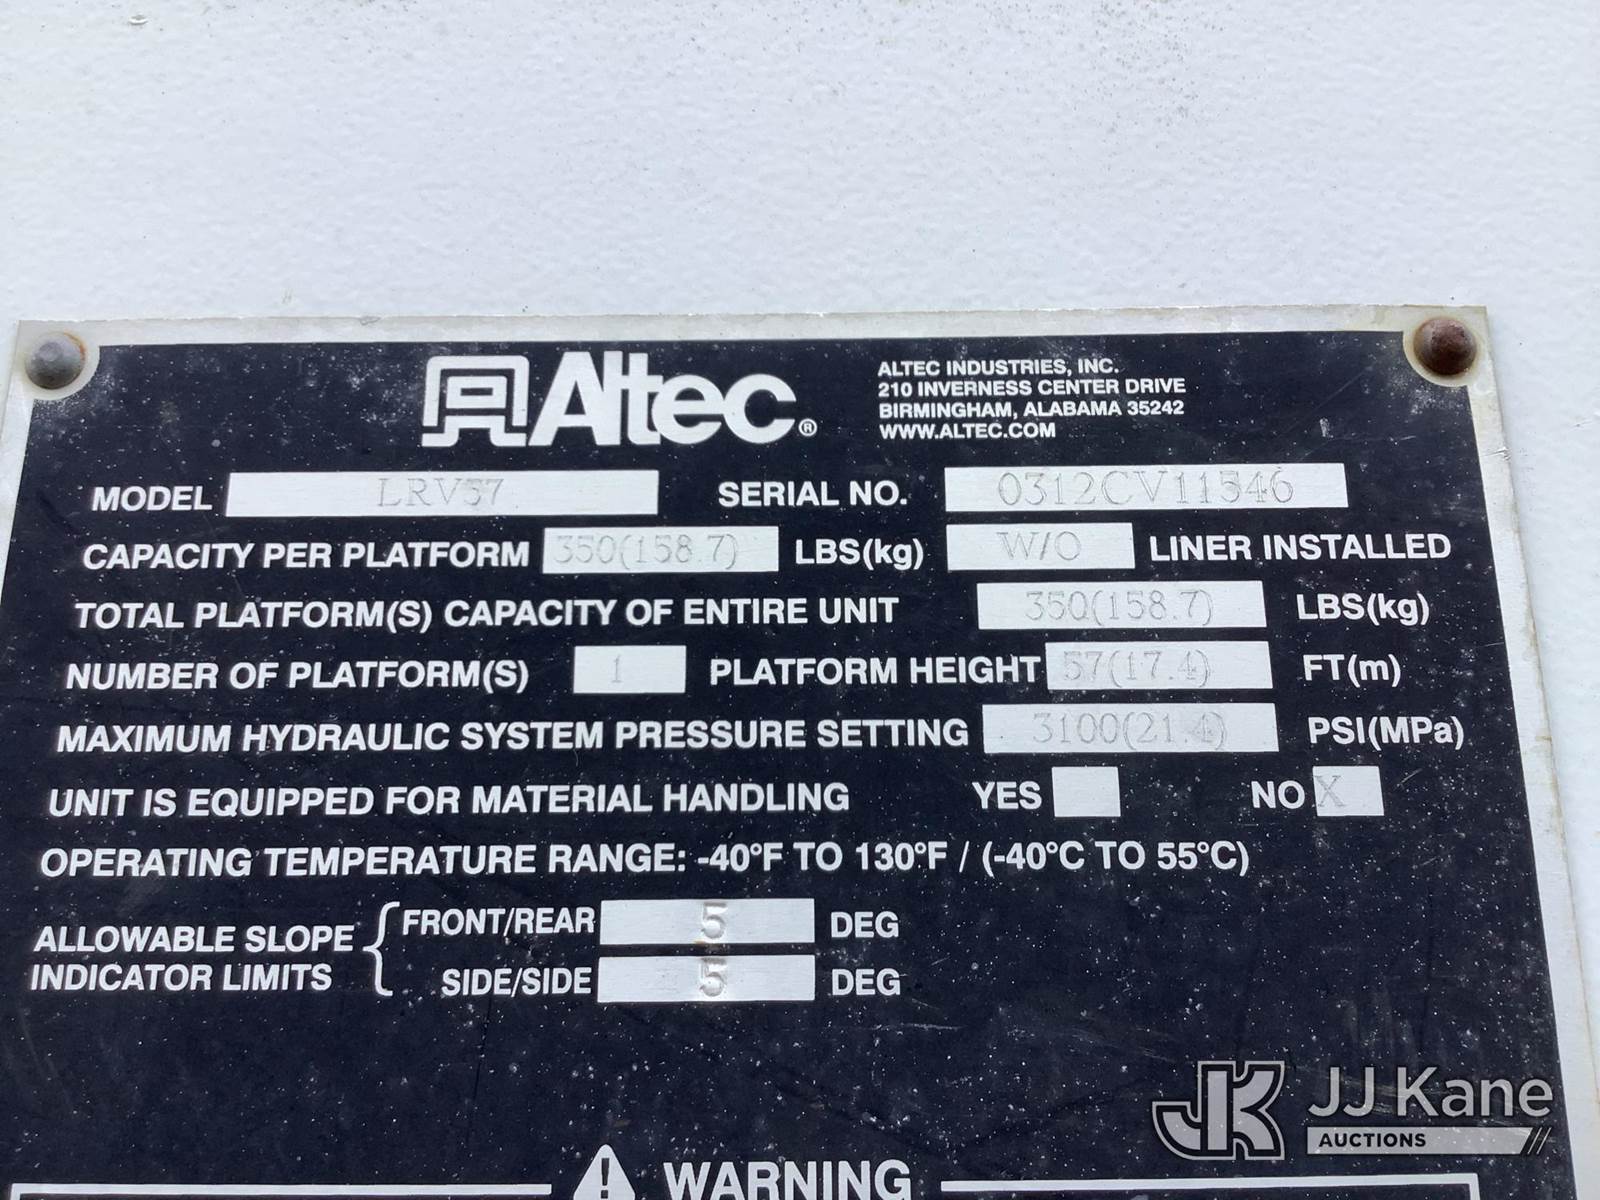 Altec®
ALTEC INDUSTRIES, INC.
210 INVERNESS CENTER DRIVE
BIRMINGHAM, ALABAMA 35242
WWW.ALTEC.COM
MODEL LRV57 SERIAL NO. 0312CV11546
CAPACITY PER PLATFORM 350(158.7) LBS(kg) W/O LINER INSTALLED
TOTAL PLATFORM(S) CAPACITY OF ENTIRE UNIT 350(158.7) LBS(kg)
NUMBER OF PLATFORM(S) 1 PLATFORM HEIGHT 57(17.4) FT(m)
MAXIMUM HYDRAULIC SYSTEM PRESSURE SETTING 3100(21.4) PSI(MPa)
UNIT IS EQUIPPED FOR MATERIAL HANDLING YES NO X
OPERATING TEMPERATURE RANGE: -40°F TO 130°F / (-40°C TO 55°C)
ALLOWABLE SLOPE INDICATOR LIMITS
FRONT/REAR 5 DEG
SIDE/SIDE 5 DEG
WARNING
JK JJ Kane
AUCTIONS